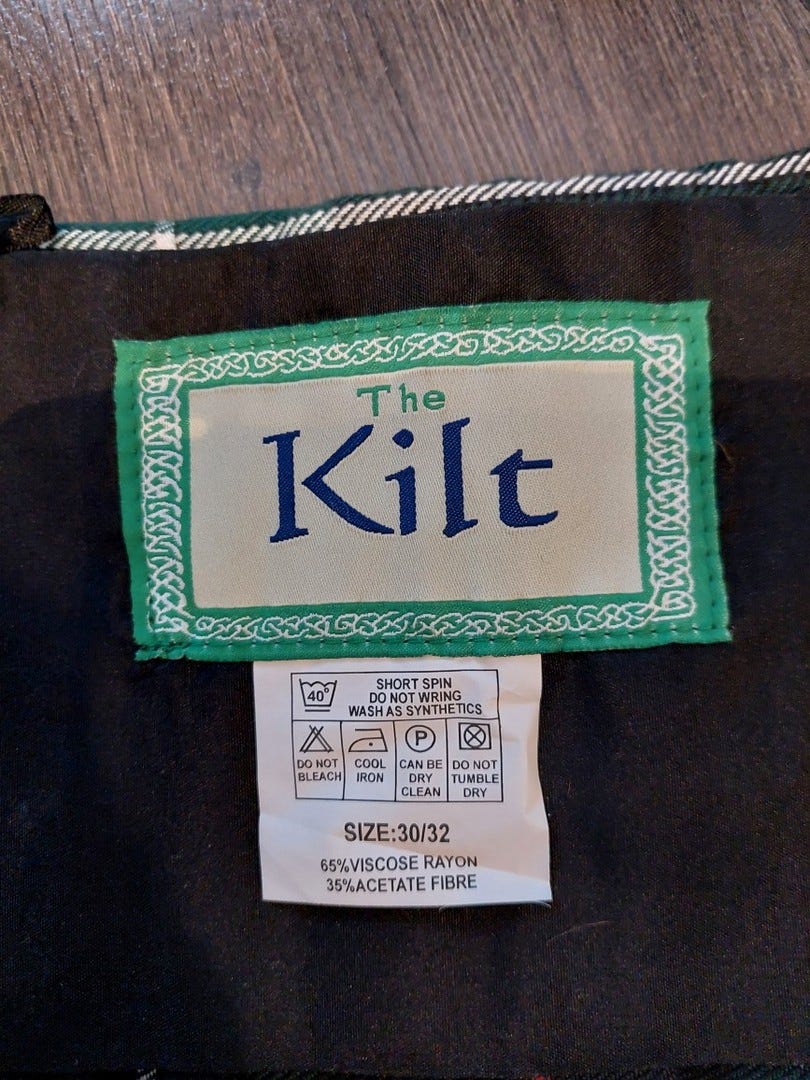 The
Kilt
40°
SHORT SPIN
DO NOT WRING
WASH AS SYNTHETICS
P
DO NOT
BLEACH
COOL
IRON
CAN BE
DRY
CLEAN
DO NOT
TUMBLE
DRY
SIZE:30/32
65%VISCOSE RAYON
35%ACETATE FIBRE